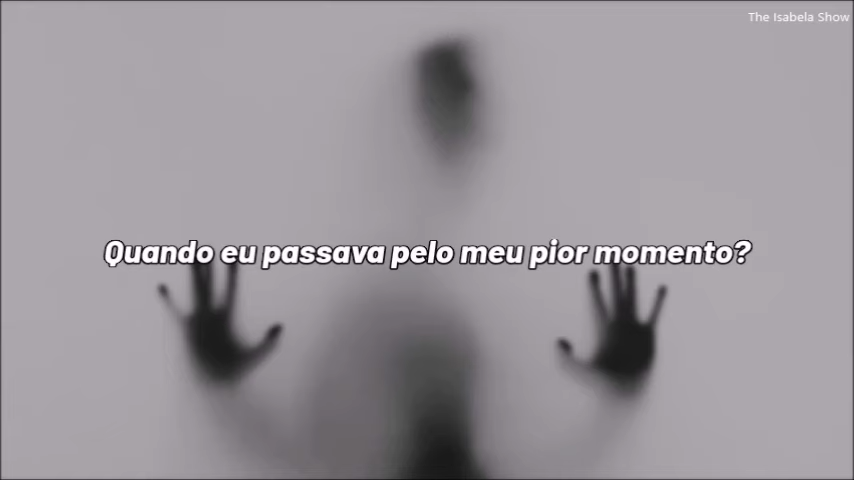 The Isabela Show
Quando eu passava pelo meu pior momento?